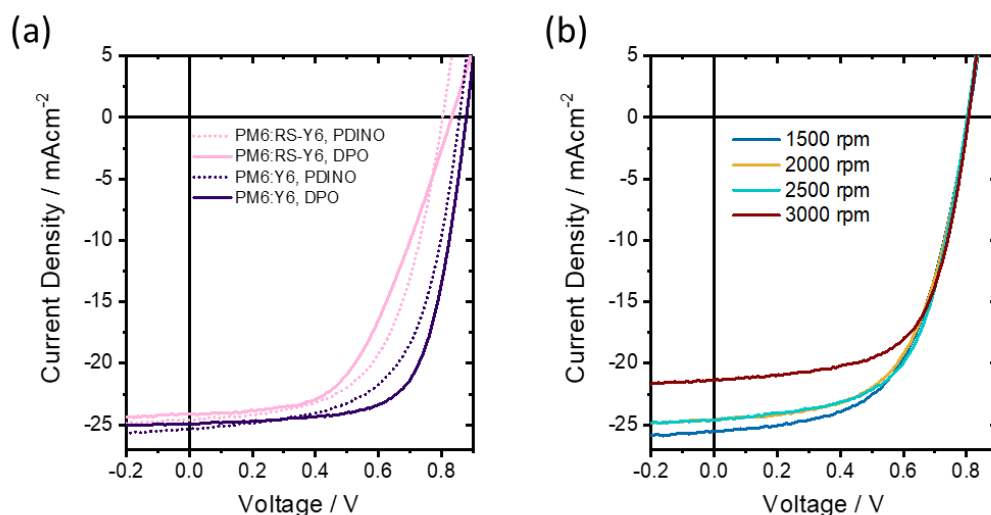 (a)
5
0
-5
-10
-15
-20
-25
-0.2
0.0
0.2
0.4
0.6
0.8
Voltage / V
Current Density / mAcm-2
PM6:RS-Y6, PDINO
PM6:RS-Y6, DPO
PM6:Y6, PDINO
PM6:Y6, DPO
(b)
5
0
-5
-10
-15
-20
-25
-0.2
0.0
0.2
0.4
0.6
0.8
Voltage / V
Current Density / mAcm-2
1500 rpm
2000 rpm
2500 rpm
3000 rpm